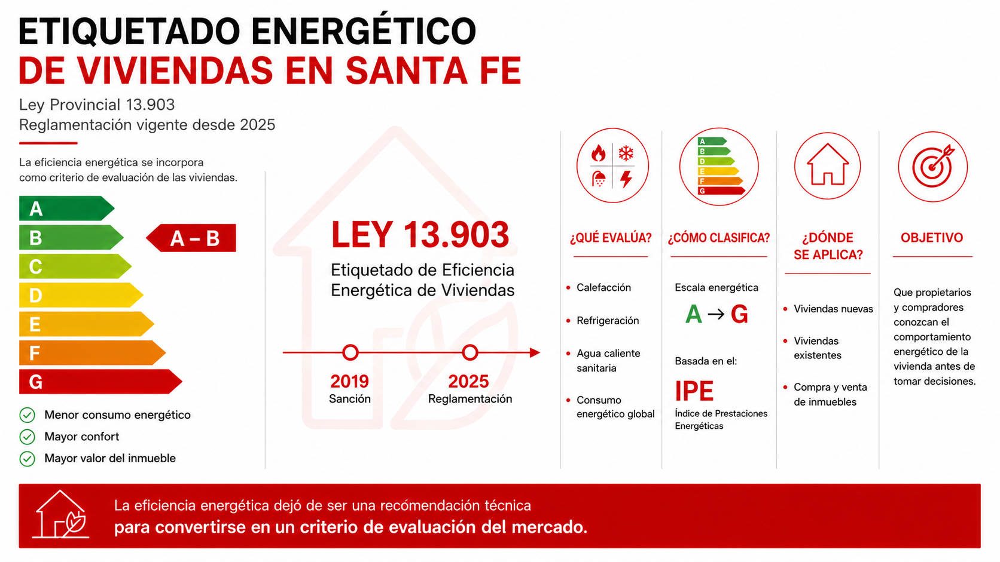 ETIQUETADO ENERGÉTICO
DE VIVIENDAS EN SANTA FE
Ley Provincial 13.903
Reglamentación vigente desde 2025
La eficiencia energética se incorpora
como criterio de evaluación de las viviendas.
A
B
A – B
C
D
E
F
G
Menor consumo energético
Mayor confort
Mayor valor del inmueble
LEY 13.903
Etiquetado de Eficiencia
Energética de Viviendas
2019
Sanción
2025
Reglamentación
¿QUÉ EVALÚA?
• Calefacción
• Refrigeración
• Agua caliente
sanitaria
• Consumo
energético global
A
B
D
E
F
G
¿CÓMO CLASIFICA?
Escala energética
A → G
Basada en el:
IPE
Índice de Prestaciones
Energéticas
¿DÓNDE
SE APLICA?
• Viviendas nuevas
• Viviendas
existentes
• Compra y venta
de inmuebles
OBJETIVO
Que propietarios
y compradores
conozcan el
comportamiento
energético de la
vivienda antes de
tomar decisiones.
La eficiencia energética dejó de ser una recómendación técnica
para convertirse en un criterio de evaluación del mercado.